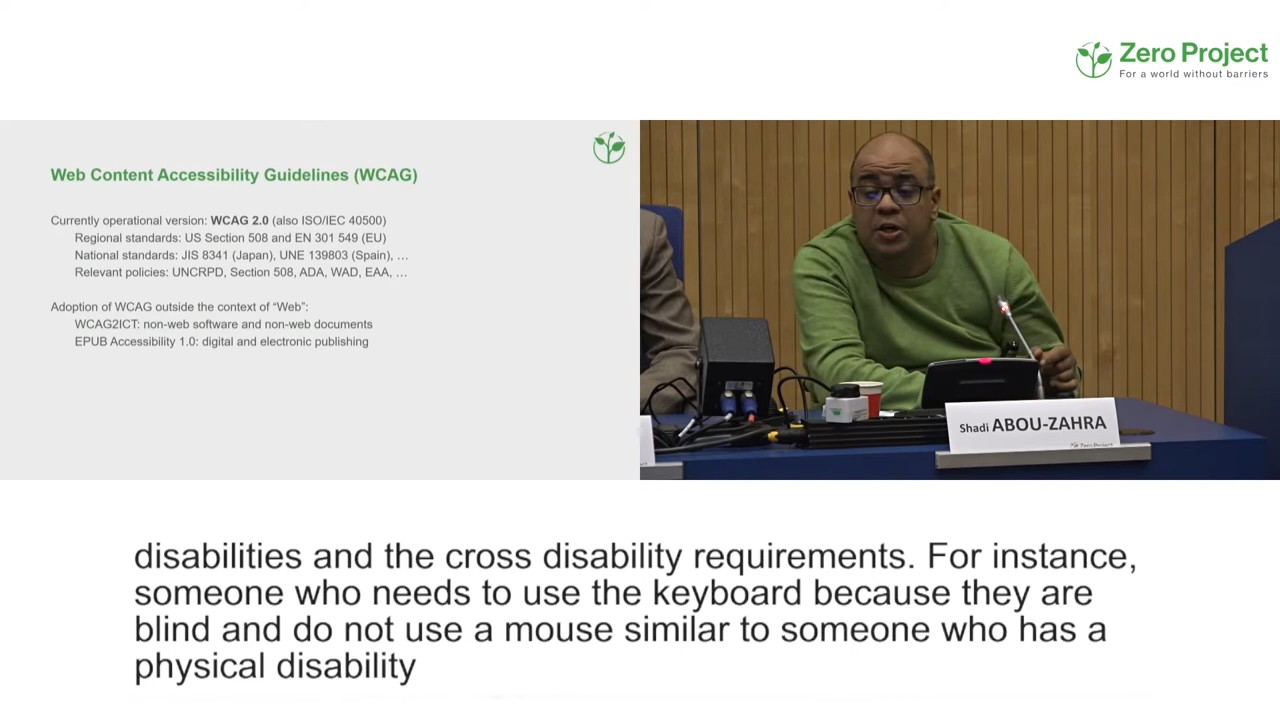 Zero Project
For a world without barriers
Web Content Accessibility Guidelines (WCAG)
Currently operational version: WCAG 2.0 (also ISO/IEC 40500)
Regional standards: US Section 508 and EN 301 549 (EU)
National standards: JIS 8341 (Japan), UNE 139803 (Spain), …
Relevant policies: UNCRPD, Section 508, ADA, WAD, EAA, …
Adoption of WCAG outside the context of “Web”:
WCAG2ICT: non-web software and non-web documents
EPUB Accessibility 1.0: digital and electronic publishing
Shadi ABOU-ZAHRA
Zero Project
disabilities and the cross disability requirements. For instance,
someone who needs to use the keyboard because they are
blind and do not use a mouse similar to someone who has a
physical disability